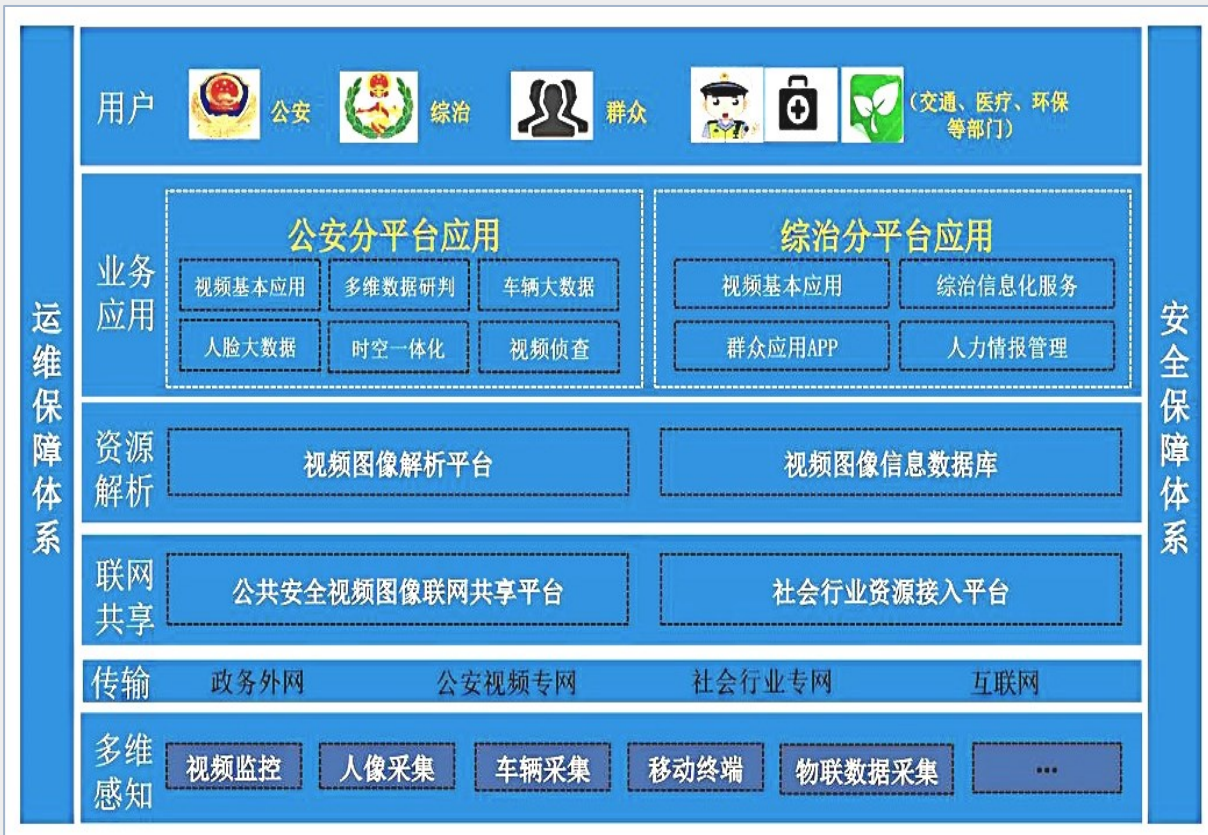 运维保障体系
用户
公安
综治
群众
(交通、医疗、环保
等部门)
业务
应用
公安分平台应用
视频基本应用
多维数据研判
车辆大数据
人脸大数据
时空一体化
视频侦查
综治分平台应用
视频基本应用
综治信息化服务
群众应用APP
人力情报管理
资源
解析
视频图像解析平台
视频图像信息数据库
联网
共享
公共安全视频图像联网共享平台
社会行业资源接入平台
传输
政务外网
公安视频专网
社会行业专网
互联网
多维
感知
视频监控
人像采集
车辆采集
移动终端
物联数据采集
...
安全保障体系